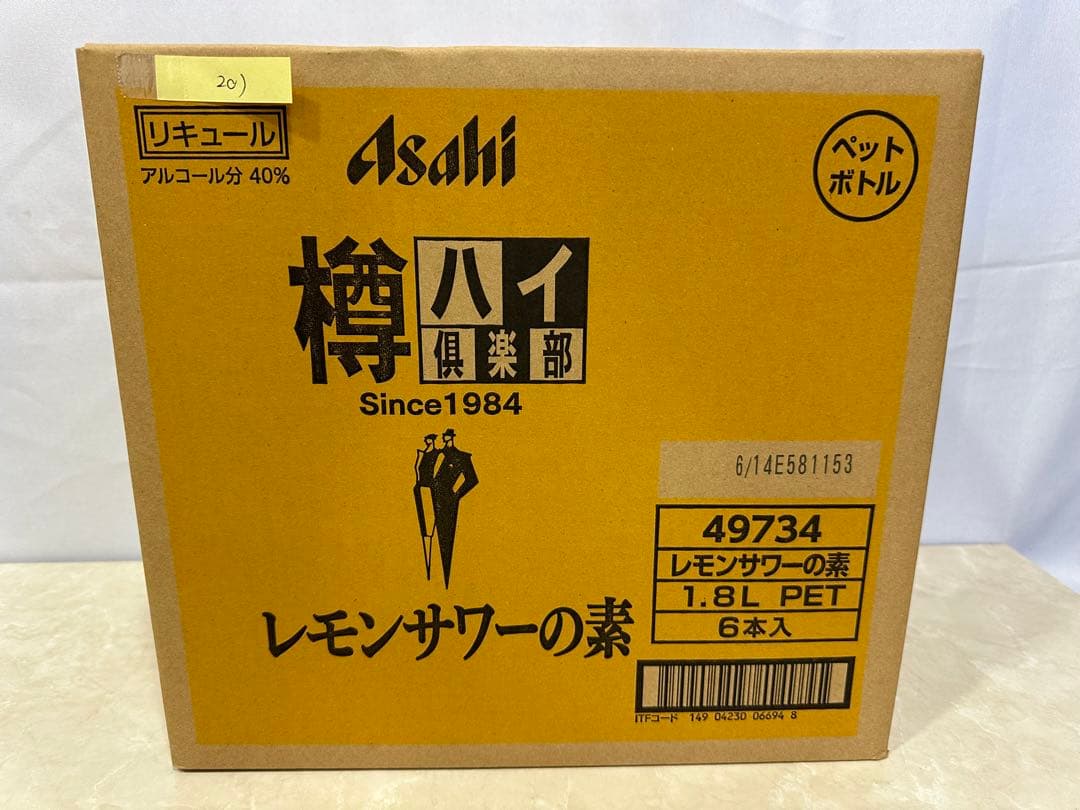 20)
リキュール
アルコール分 40%
Asahi
ペット
ボトル
樽ハイ
倶楽部
Since1984
6/14E581153
49734
レモンサワーの素
1.8L PET
6本入
レモンサワーの素
ITFコード 149 04230 06694 8